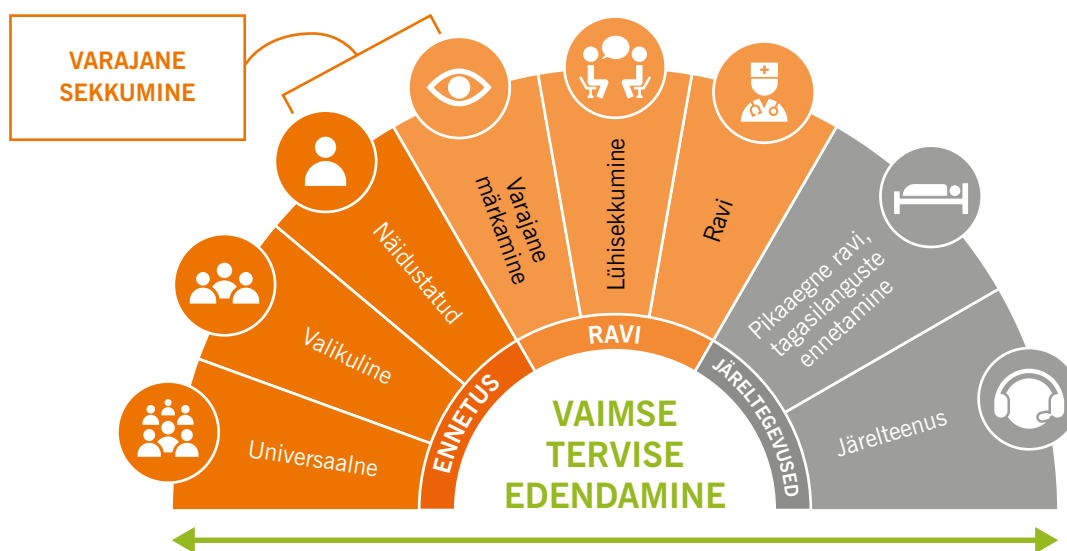 VARAJANE
SEKKUMINE
Universaalne
Valikuline
Näidustatud
Varajane
märkamine
Lühisekkumine
Ravi
Pikaaegne ravi,
tagasilanguste
ennetamine
Järelteenus
ENNETUS
RAVI
JÄRELTEGEVUSED
VAIMSE
TERVISE
EDENDAMINE